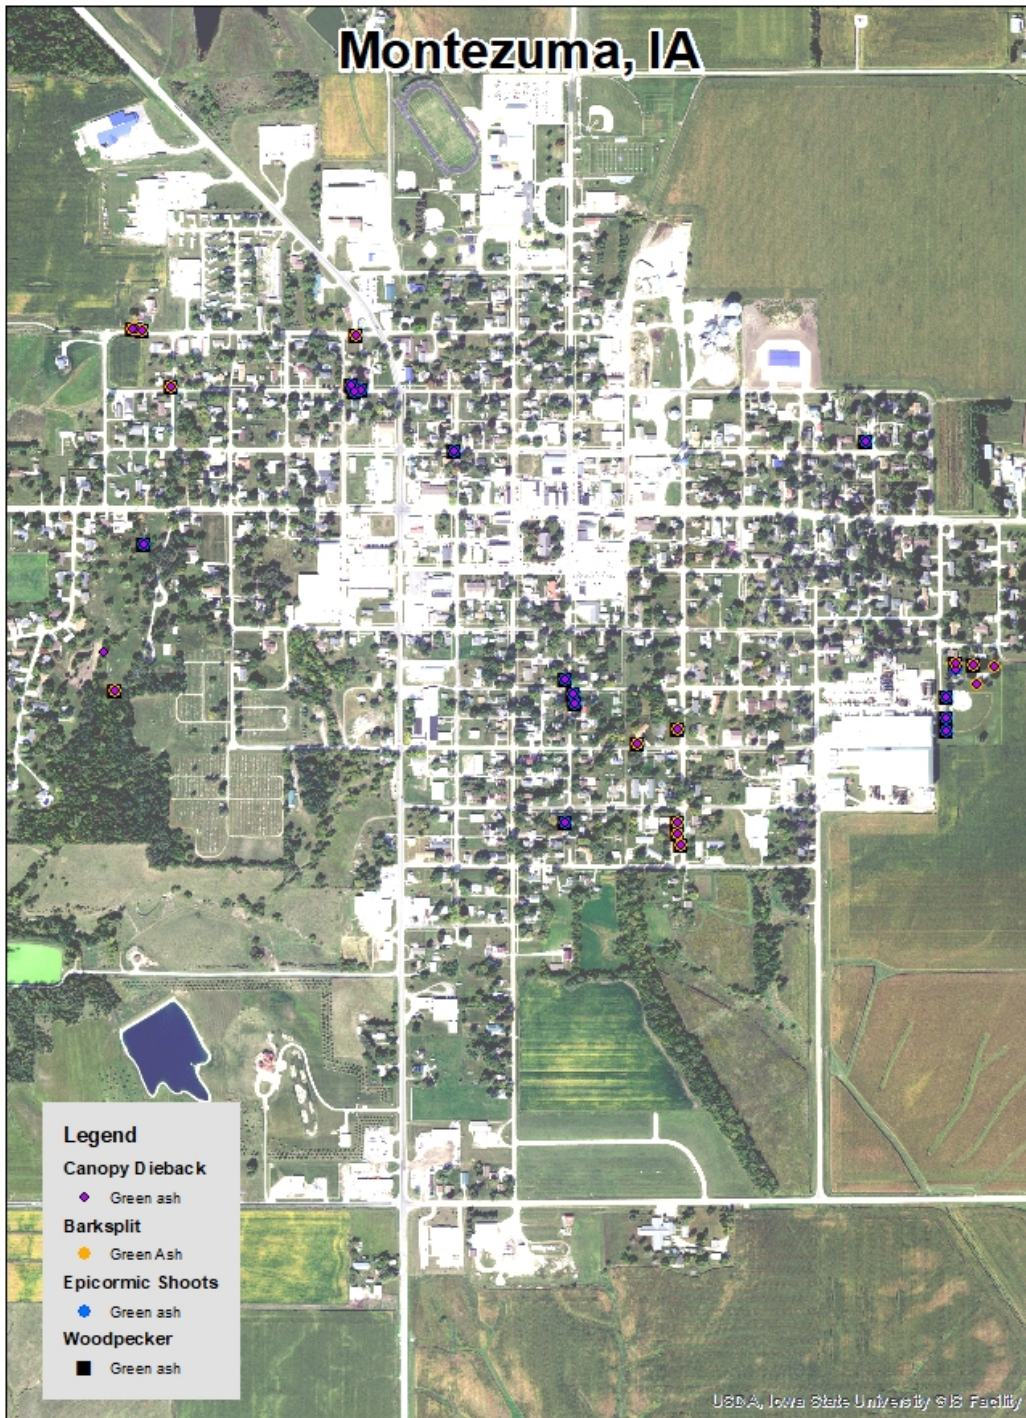 Montezuma, IA
Legend
Canopy Dieback
Green ash
Barksplit
Green Ash
Epicormic Shoots
Green ash
Woodpecker
Green ash
USDA, Iowa State University GIS Facility